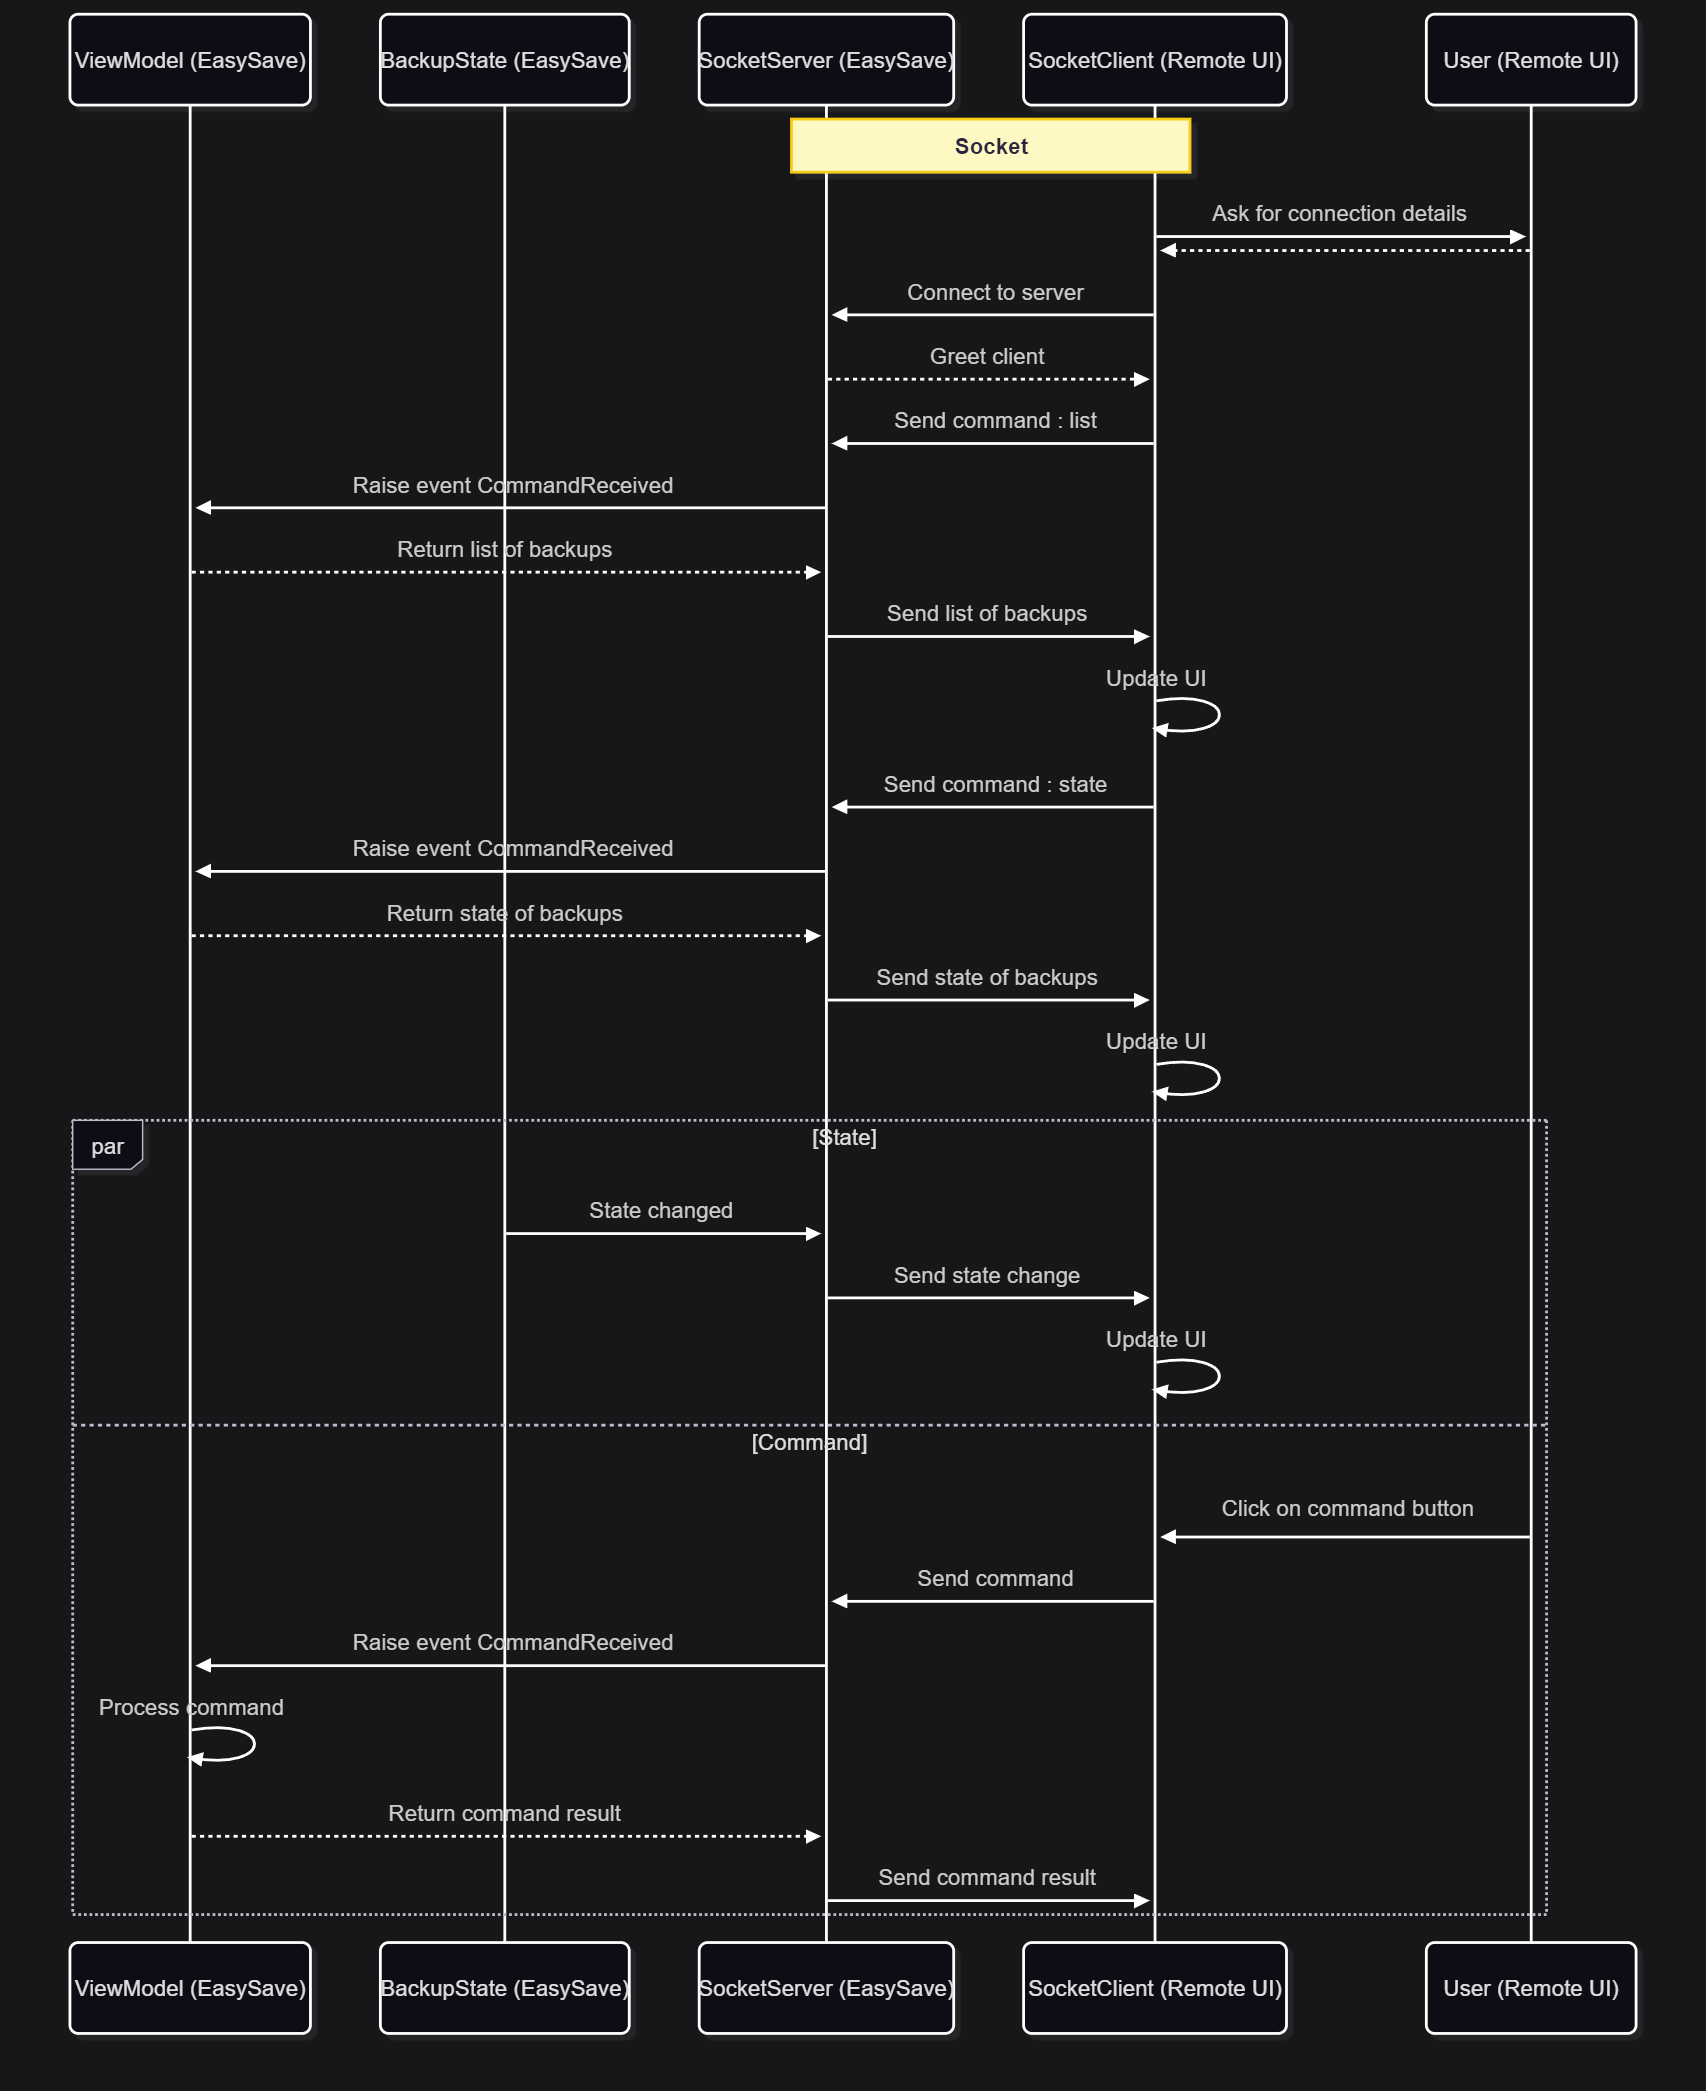 ViewModel (EasySave)
BackupState (EasySave)
SocketServer (EasySave)
SocketClient (Remote UI)
User (Remote UI)
Socket
Ask for connection details
Connect to server
Greet client
Send command : list
Raise event CommandReceived
Return list of backups
Send list of backups
Update UI
Send command : state
Raise event CommandReceived
Return state of backups
Send state of backups
Update UI
par
[State]
State changed
Send state change
Update UI
[Command]
Click on command button
Send command
Raise event CommandReceived
Process command
Return command result
Send command result
ViewModel (EasySave)
BackupState (EasySave)
SocketServer (EasySave)
SocketClient (Remote UI)
User (Remote UI)